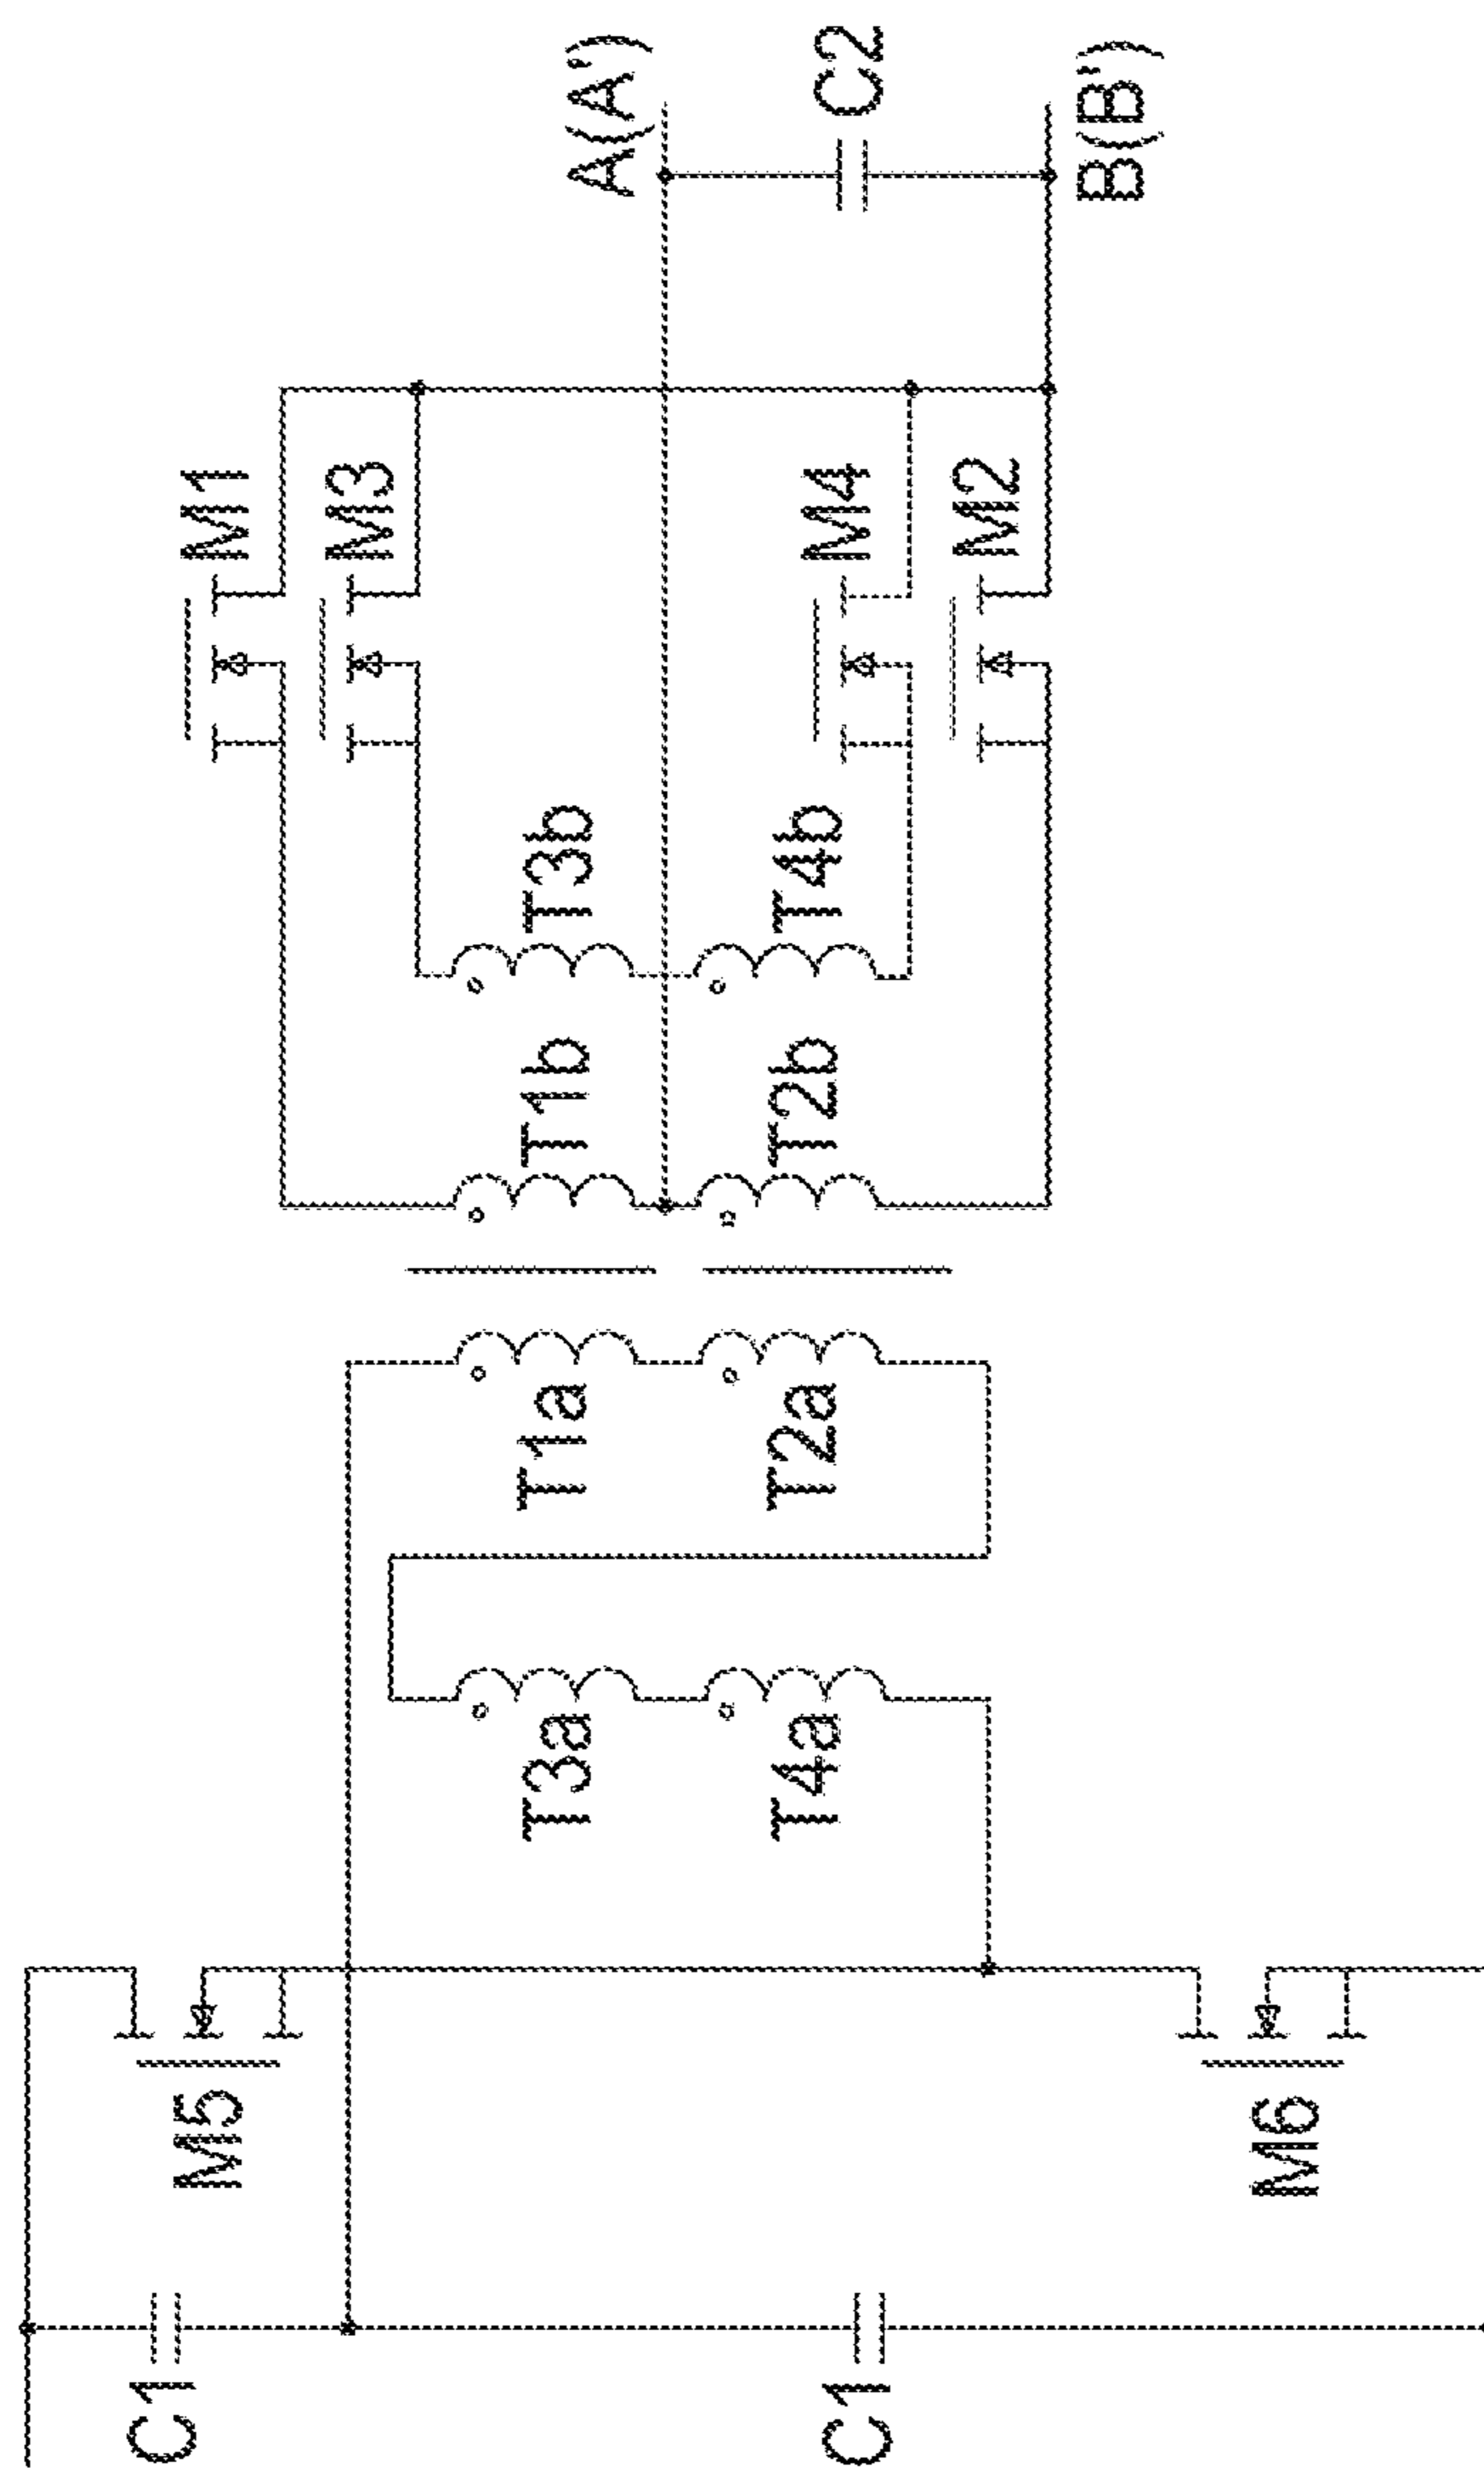 C1
C1
M5
M6
T3a
T4a
T1a
T2a
T1b
T2b
T3b
T4b
M1
M3
M4
M2
A(A')
C2
B(B')